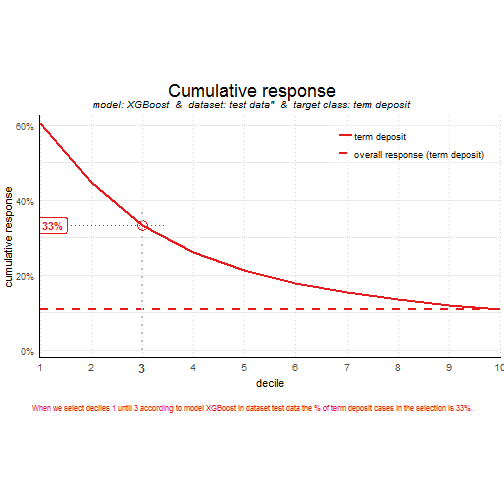 Cumulative response
model: XGBoost & dataset: test data" & target class: term deposit
60%
40%
33%
20%
0%
cumulative response
term deposit
overall response (term deposit)
1 2 3 4 5 6 7 8 9 10
decile
When we select deciles 1 until 3 according to model XGBoost in dataset test data the % of term deposit cases in the selection is 33%.